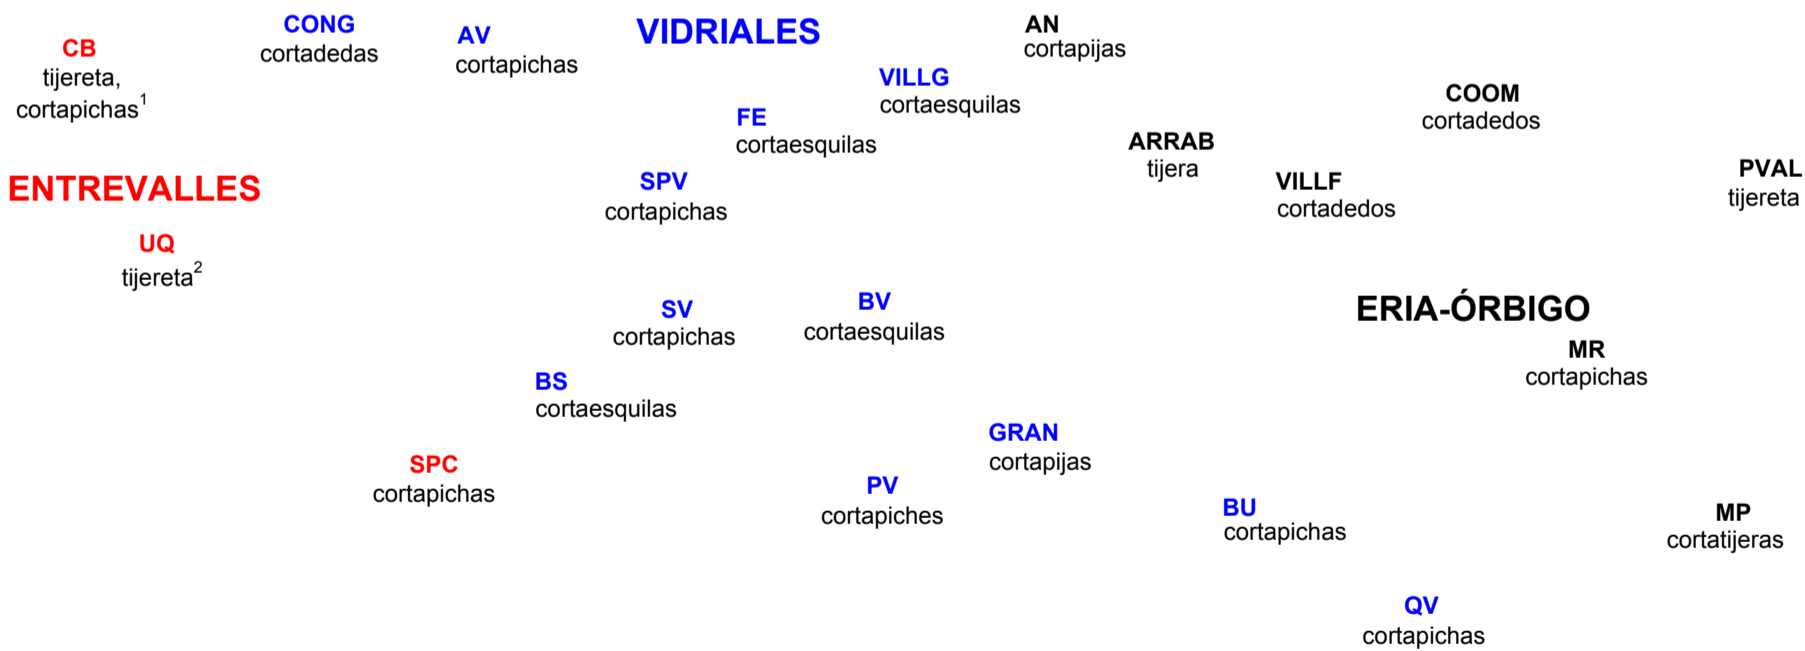 CB
tijereta,
cortapichas¹
CONG
cortadedas
AV
cortapichas
VIDRIALES
VILLG
cortaesquilas
FE
cortaesquilas
AN
cortapijas
ARRAB
tijera
COOM
cortadedos
VILLF
cortadedos
PVAL
tijereta
ENTREVALLES
SPV
cortapichas
UQ
tijereta²
SV
cortapichas
BV
cortaesquilas
ERIA-ÓRBIGO
MR
cortapichas
BS
cortaesquilas
GRAN
cortapijas
SPC
cortapichas
PV
cortapiches
BU
cortapichas
MP
cortatijeras
QV
cortapichas